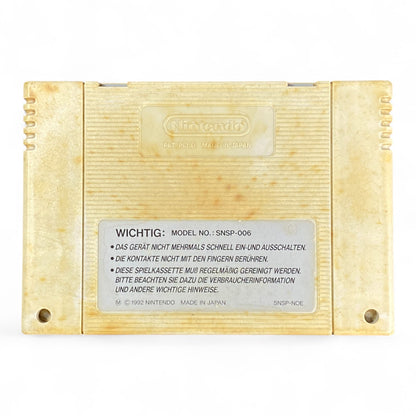 Nintendo
WICHTIG: MODEL NO.: SNSP-006
• DAS GERÄT NICHT MEHRMALS SCHNELL EIN-UND AUSSCHALTEN.
• DIE KONTAKTE NICHT MIT DEN FINGERN BERÜHREN.
• DIESE SPIELKASSETTE MUß REGELMÄßIG GEREINIGT WERDEN.
BITTE BEACHTEN SIE DAZU DIE VERBRAUCHERINFORMATION
UND ANDERE WICHTIGE HINWEISE.
Ⓜ © 1992 NINTENDO MADE IN JAPAN SNSP-NOE